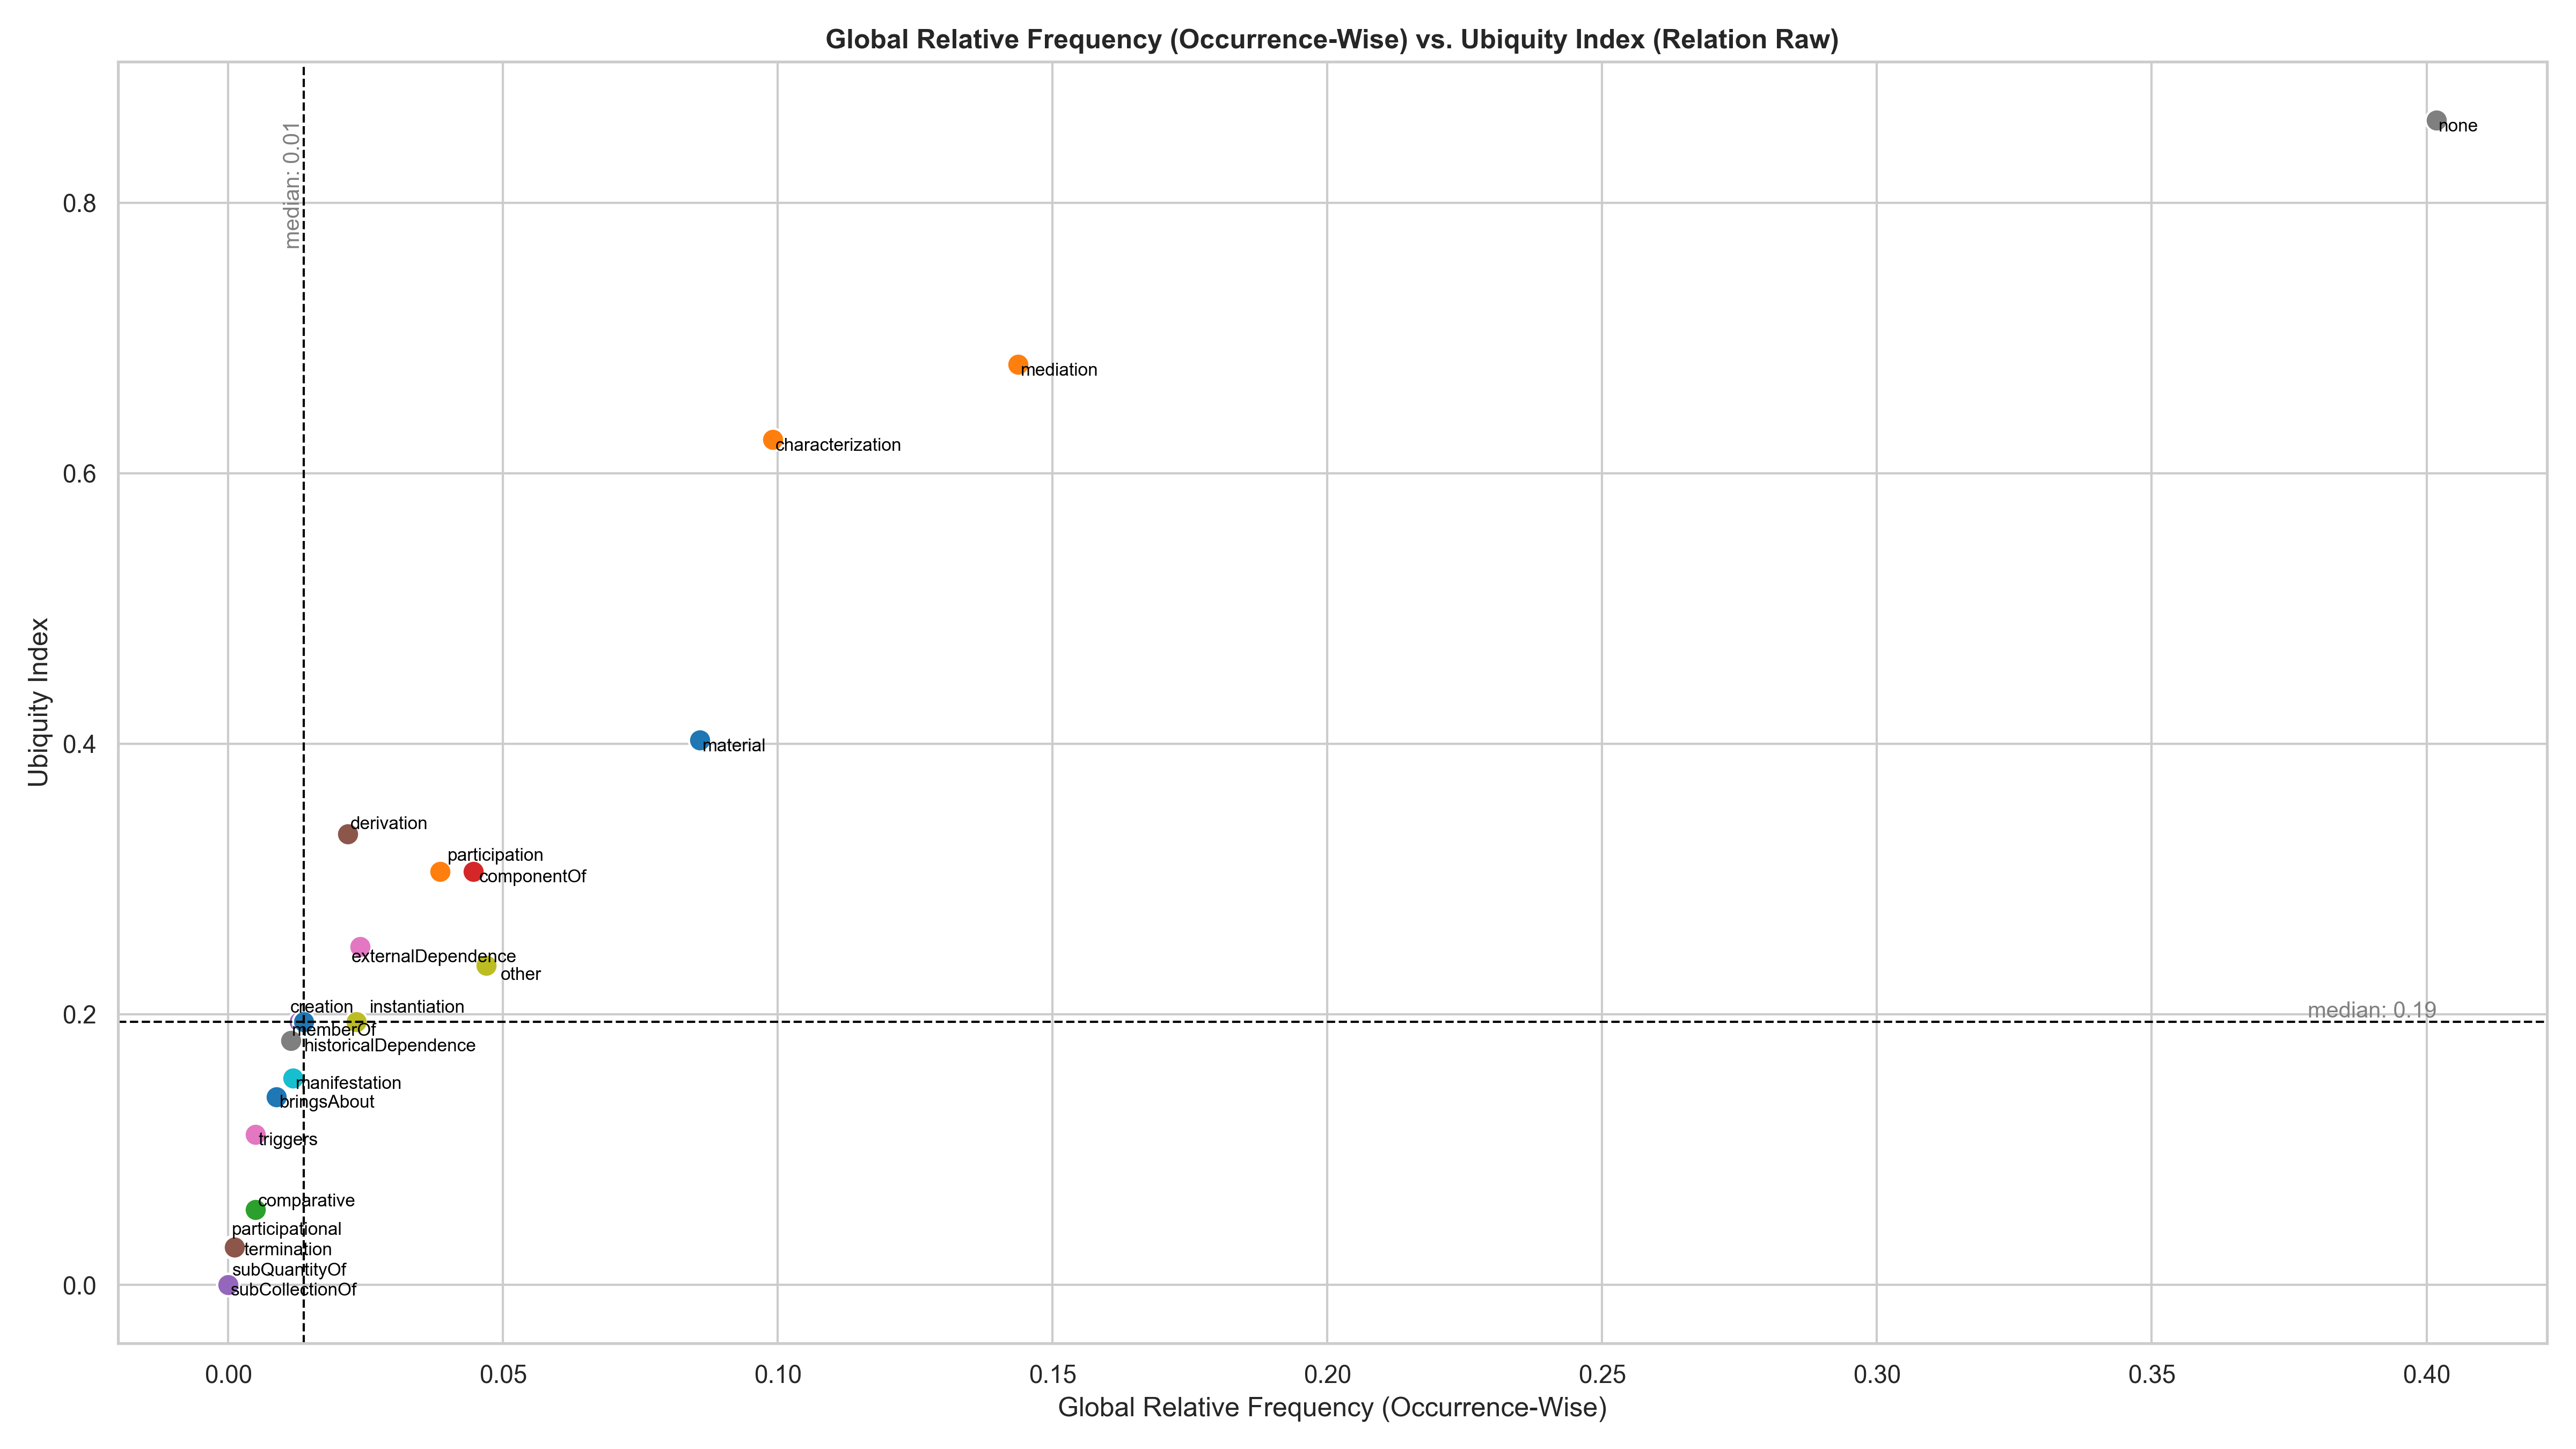 Global Relative Frequency (Occurrence-Wise) vs. Ubiquity Index (Relation Raw)
median: 0.01
none
0.8
mediation
characterization
0.6
Ubiquity Index
material
0.4
derivation
participation
componentOf
externalDependence
other
creation
instantiation
0.2
median: 0.19
memberOf
historicalDependence
manifestation
bringsAbout
triggers
comparative
participational
termination
subQuantityOf
0.0
subCollectionOf
0.00 0.05 0.10 0.15 0.20 0.25 0.30 0.35 0.40
Global Relative Frequency (Occurrence-Wise)